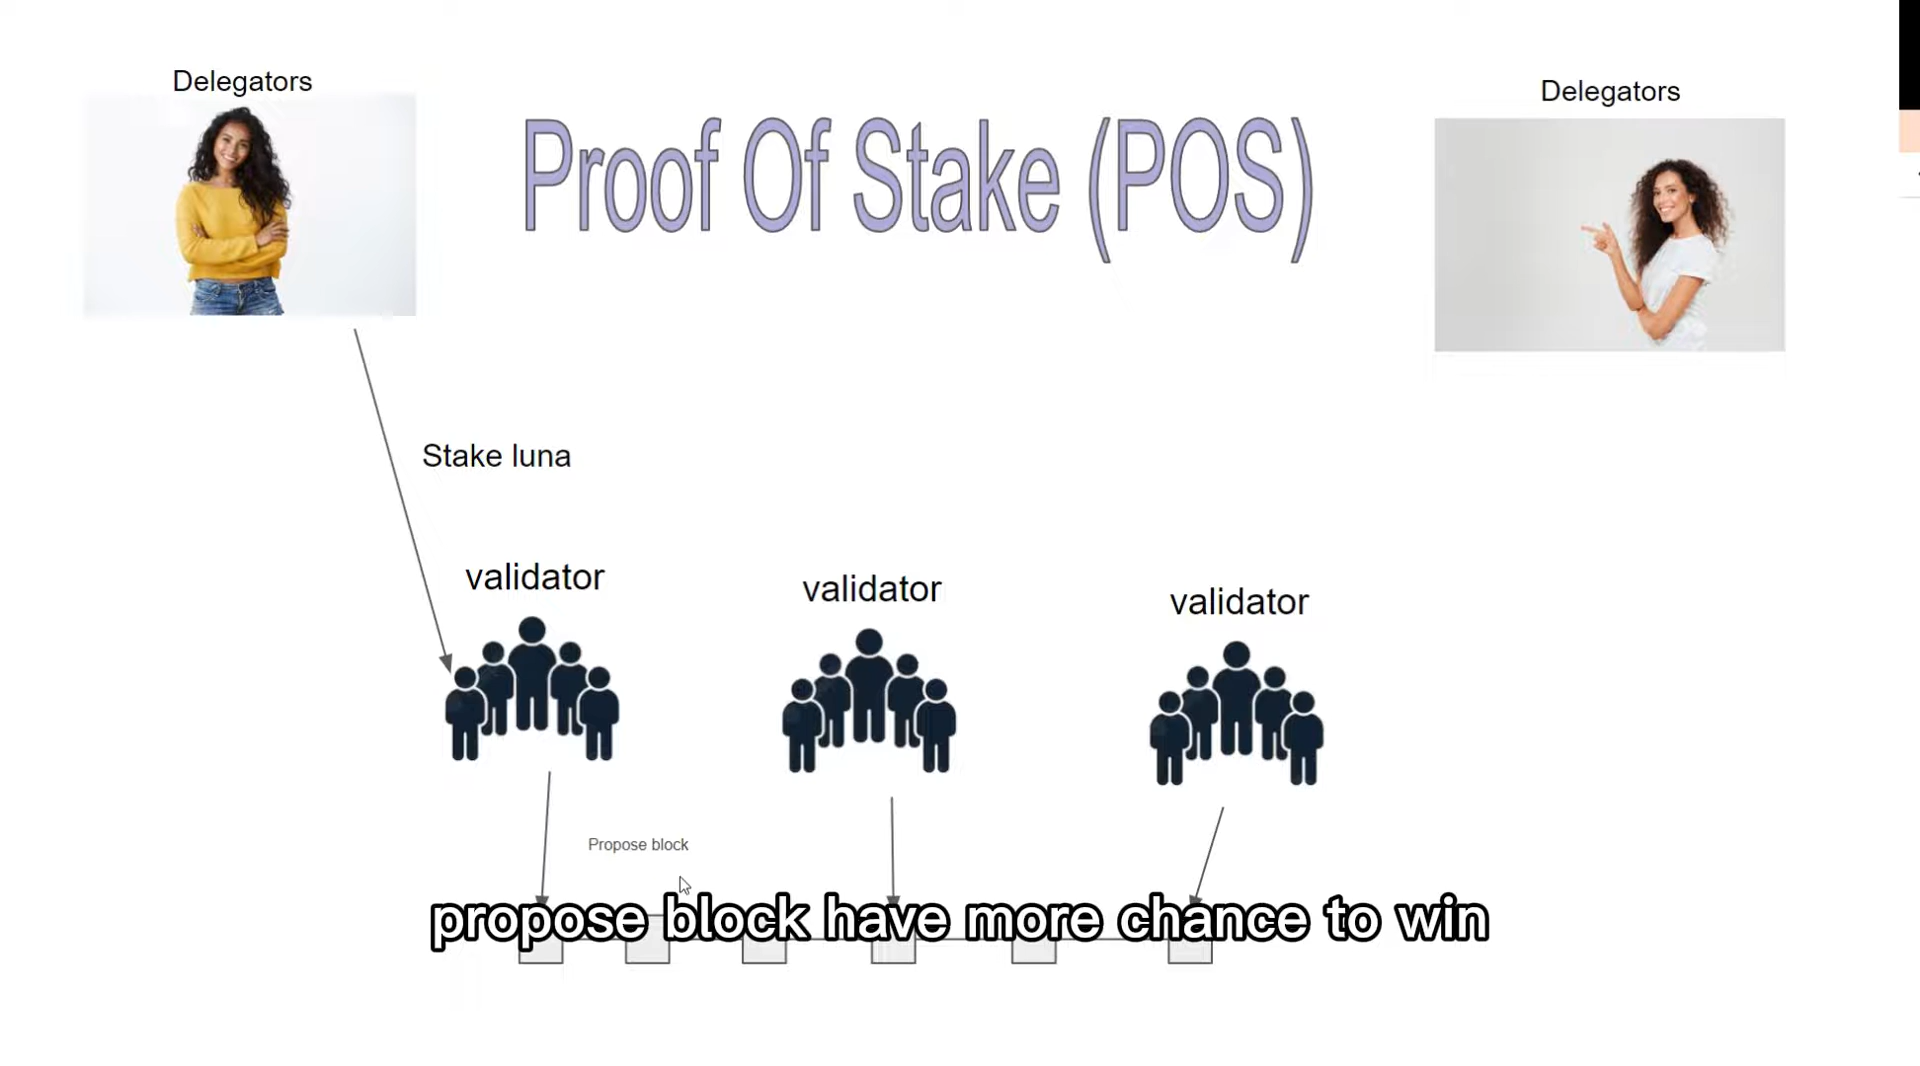 Delegators
Delegators
Proof Of Stake (POS)
Stake luna
validator
validator
validator
Propose block
propose block have more chance to win